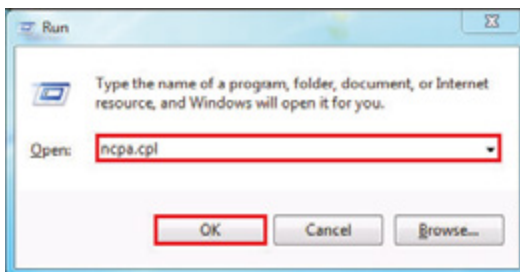 Run
Type the name of a program, folder, document, or Internet
resource, and Windows will open it for you.
Open: ncpa.cpl
OK Cancel Browse...